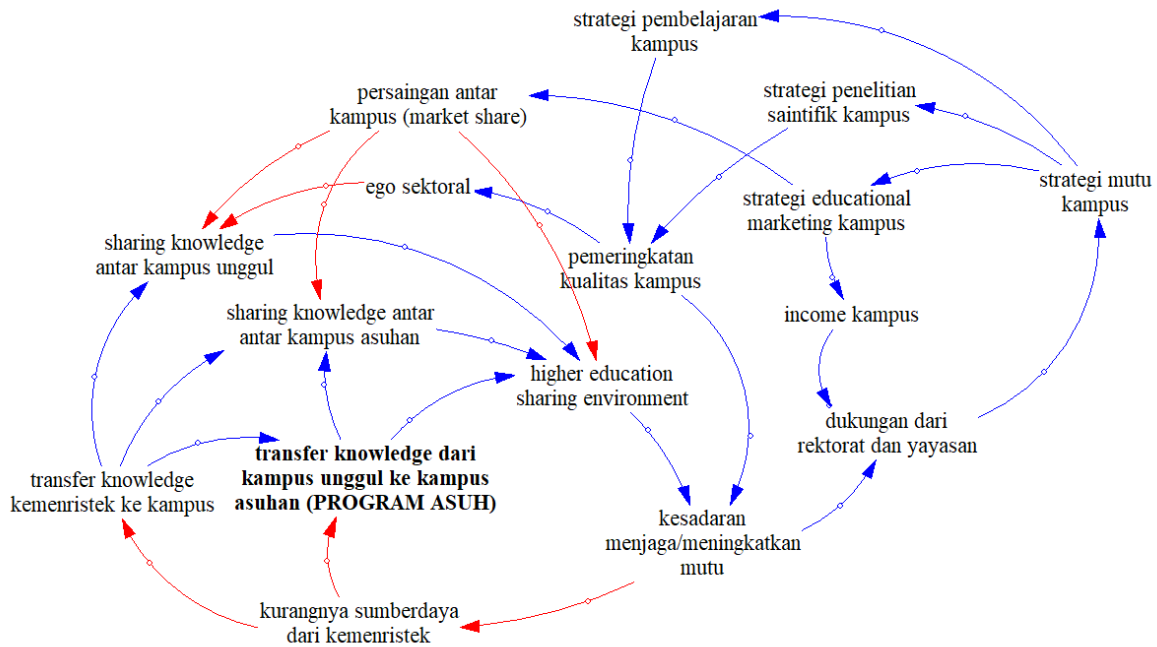 strategi pembelajaran
kampus
persaingan antar
kampus (market share)
strategi penelitian
saintifik kampus
ego sektoral
strategi educational
marketing kampus
strategi mutu
kampus
sharing knowledge
antar kampus unggul
pemeringkatan
kualitas kampus
sharing knowledge antar
antar kampus asuhan
income kampus
higher education
sharing environment
dukungan dari
rektorat dan yayasan
transfer knowledge
kemenristek ke kampus
transfer knowledge dari
kampus unggul ke kampus
asuhan (PROGRAM ASUH)
kesadaran
menjaga/meningkatkan
mutu
kurangnya sumberdaya
dari kemenristek